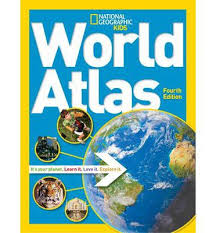 NATIONAL GEOGRAPHIC
KiDS
World
Atlas
Fourth
Edition
It's your planet. Learn it. Love it. Explore it.